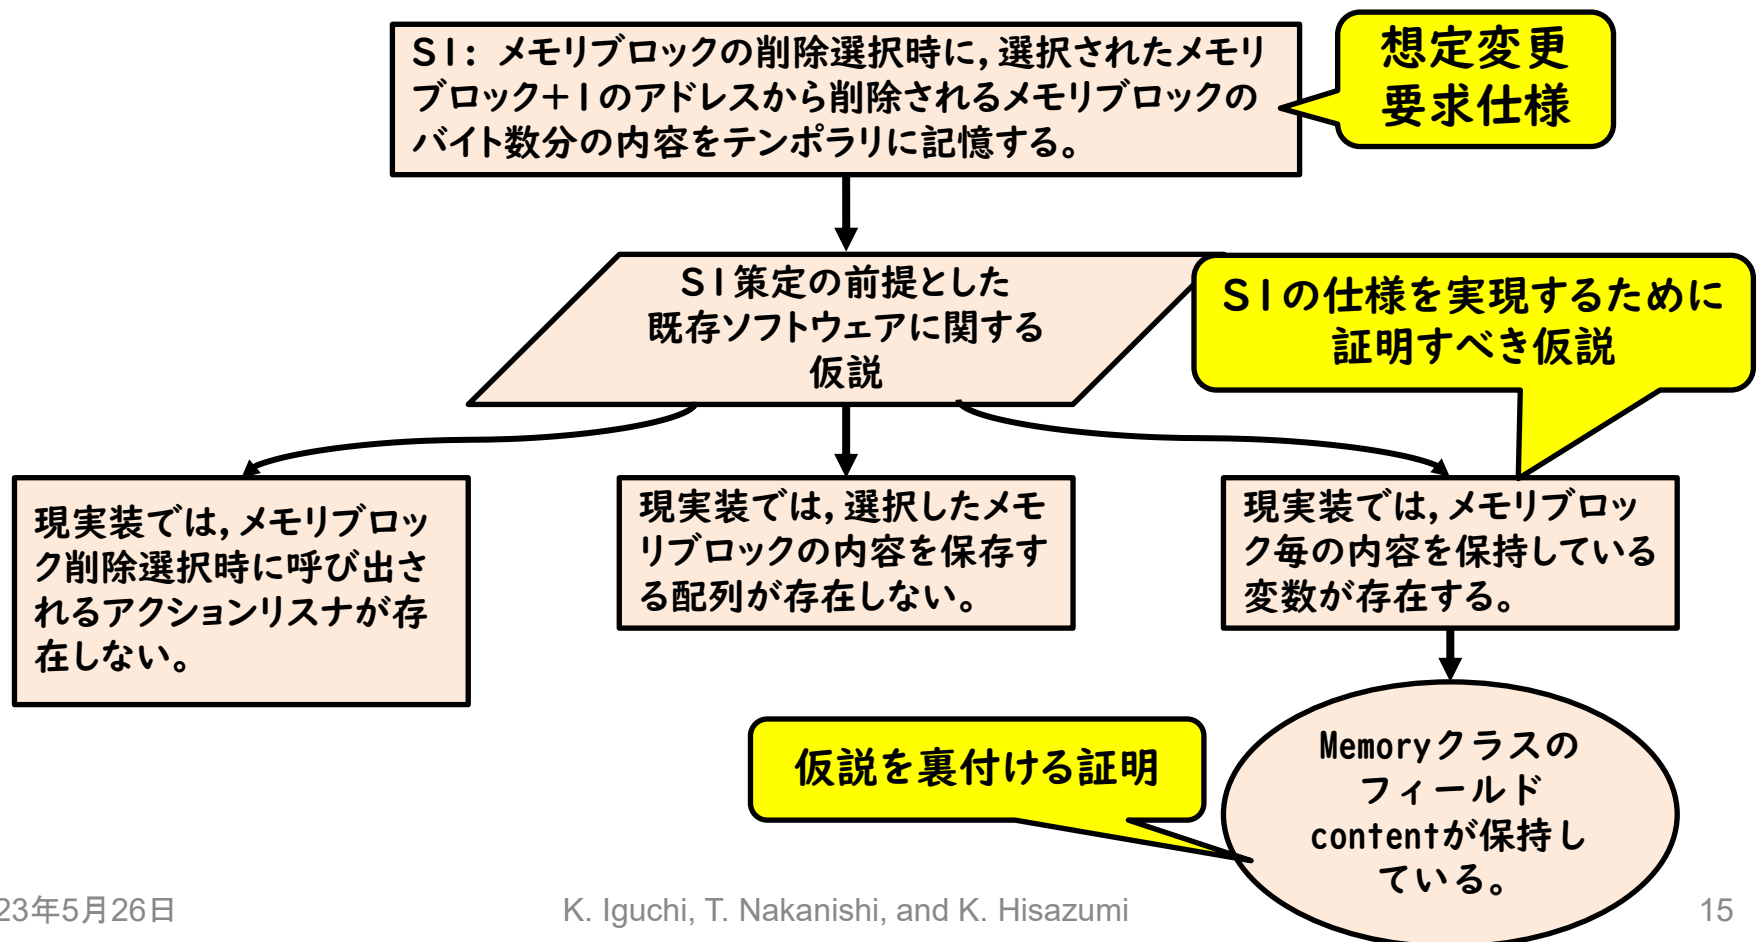 S1: メモリブロックの削除選択時に,選択されたメモリ
ブロック+1のアドレスから削除されるメモリブロックの
バイト数分の内容をテンポラリに記憶する。
想定変更
要求仕様
S1策定の前提とした
既存ソフトウェアに関する
仮説
S1の仕様を実現するために
証明すべき仮説
現実装では,メモリブロッ
ク削除選択時に呼び出さ
れるアクションリスナが存
在しない。
現実装では,選択したメモ
リブロックの内容を保存す
る配列が存在しない。
現実装では,メモリブロッ
ク毎の内容を保持している
変数が存在する。
仮説を裏付ける証明
Memoryクラスの
フィールド
contentが保持し
ている。
23年5月26日
K. Iguchi, T. Nakanishi, and K. Hisazumi
15